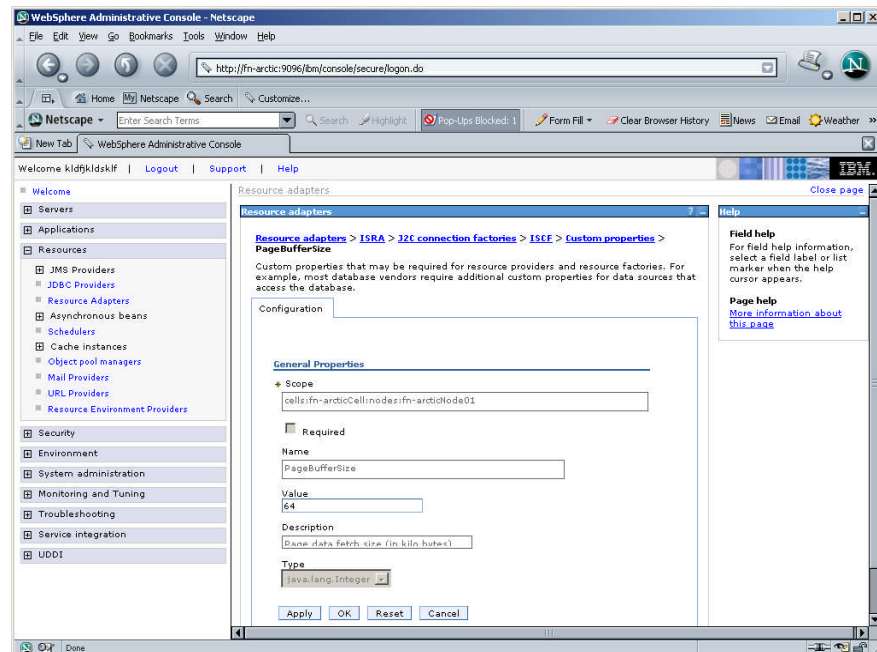 WebSphere Administrative Console - Netscape
File Edit View Go Bookmarks Tools Window Help
http://fn-arctic:9096/ibm/console/secure/logon.do
Home My Netscape Search Customize...
Netscape Enter Search Terms Search Highlight Pop-Ups Blocked: 1 Form Fill Clear Browser History News Email Weather »
New Tab WebSphere Administrative Console
Welcome kldfjkldsklf | Logout | Support | Help IBM.
Welcome
Servers
Applications
Resources
JMS Providers
JDBC Providers
Resource Adapters
Asynchronous beans
Schedulers
Cache instances
Object pool managers
Mail Providers
URL Providers
Resource Environment Providers
Security
Environment
System administration
Monitoring and Tuning
Troubleshooting
Service integration
UDDI
Resource adapters Close page
Resource adapters ? –
Resource adapters > ISRA > J2C connection factories > ISCF > Custom properties >
PageBufferSize
Custom properties that may be required for resource providers and resource factories. For
example, most database vendors require additional custom properties for data sources that
access the database.
Configuration
General Properties
Scope
cells:fn-arcticCell:nodes:fn-arcticNode01
Required
Name
PageBufferSize
Value
64
Description
Page data fetch size (in kilo bytes)
Type
java.lang.Integer
Apply OK Reset Cancel
Help –
Field help
For field help information,
select a field label or list
marker when the help
cursor appears.
Page help
More information about
this page
Done